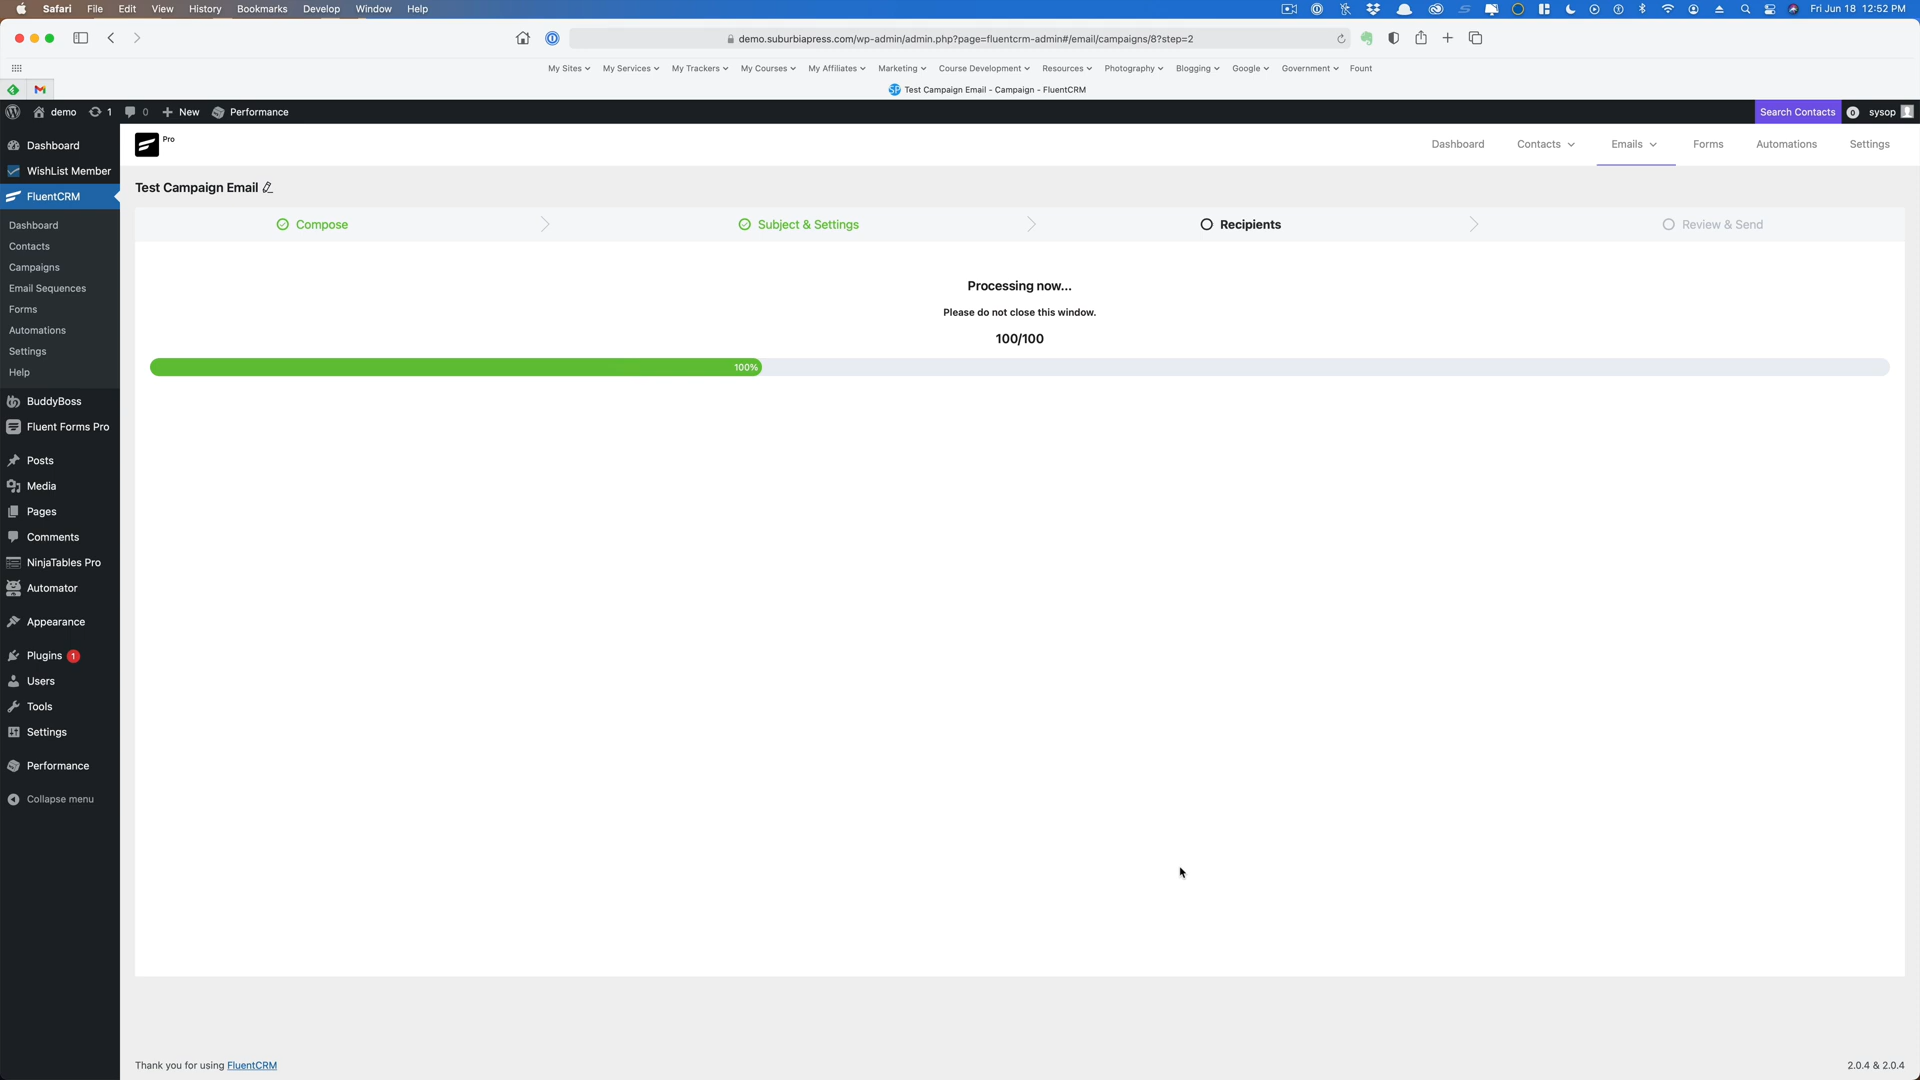 Safari File Edit View History Bookmarks Develop Window Help
Fri Jun 18 12:52 PM
demo.suburbiapress.com/wp-admin/admin.php?page=fluentcrm-admin#/email/campaigns/8?step=2
My Sites My Services My Trackers My Courses My Affiliates Marketing Course Development Resources Photography Blogging Google Government Fount
Test Campaign Email - Campaign - FluentCRM
demo 1 0 New Performance
Search Contacts 0 sysop
Dashboard
WishList Member
FluentCRM
Dashboard
Contacts
Campaigns
Email Sequences
Forms
Automations
Settings
Help
BuddyBoss
Fluent Forms Pro
Posts
Media
Pages
Comments
NinjaTables Pro
Automator
Appearance
Plugins 1
Users
Tools
Settings
Performance
Collapse menu
Pro
Dashboard Contacts Emails Forms Automations Settings
Test Campaign Email
Compose Subject & Settings Recipients Review & Send
Processing now...
Please do not close this window.
100/100
100%
Thank you for using FluentCRM
2.0.4 & 2.0.4